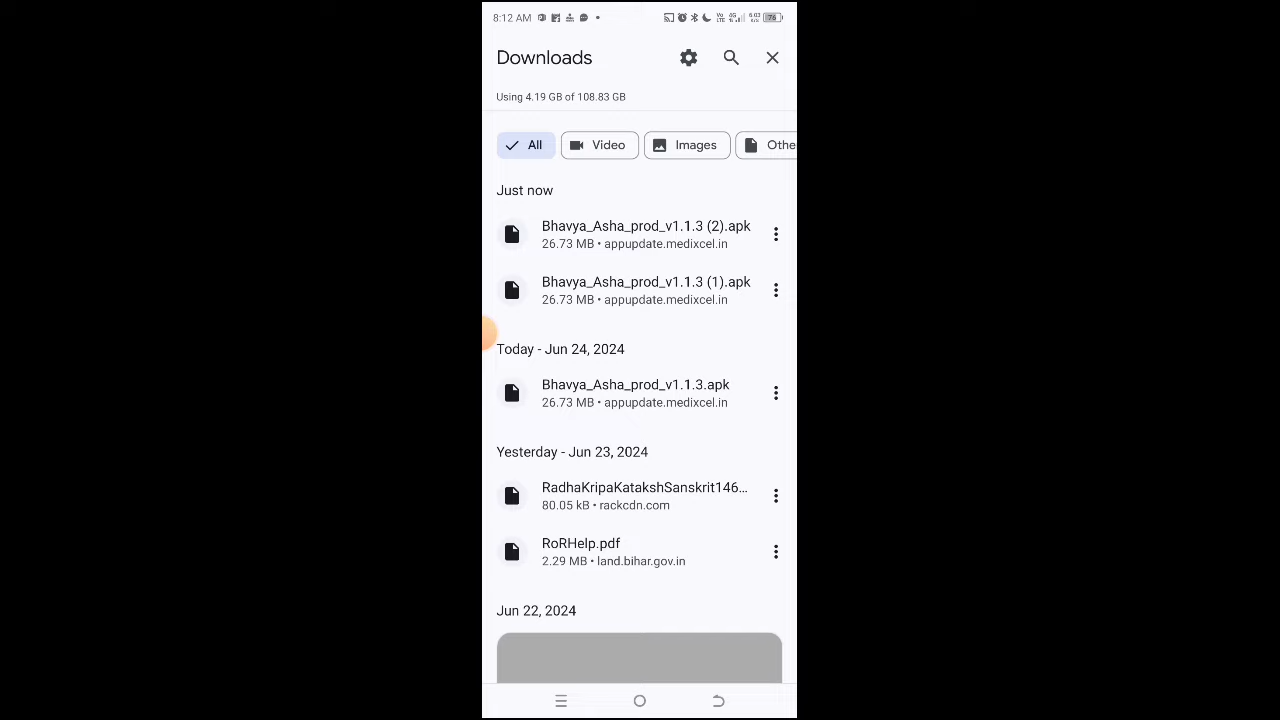 8:12 AM
76
Downloads
Using 4.19 GB of 108.83 GB
All
Video
Images
Othe
Just now
Bhavya_Asha_prod_v1.1.3 (2).apk
26.73 MB • appupdate.medixcel.in
Bhavya_Asha_prod_v1.1.3 (1).apk
26.73 MB • appupdate.medixcel.in
Today - Jun 24, 2024
Bhavya_Asha_prod_v1.1.3.apk
26.73 MB • appupdate.medixcel.in
Yesterday - Jun 23, 2024
RadhaKripaKatakshSanskrit146…
80.05 kB • rackcdn.com
RoRHelp.pdf
2.29 MB • land.bihar.gov.in
Jun 22, 2024